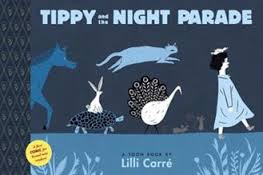 TIPPY and the NIGHT PARADE
A TOON BOOK BY
Lilli Carré